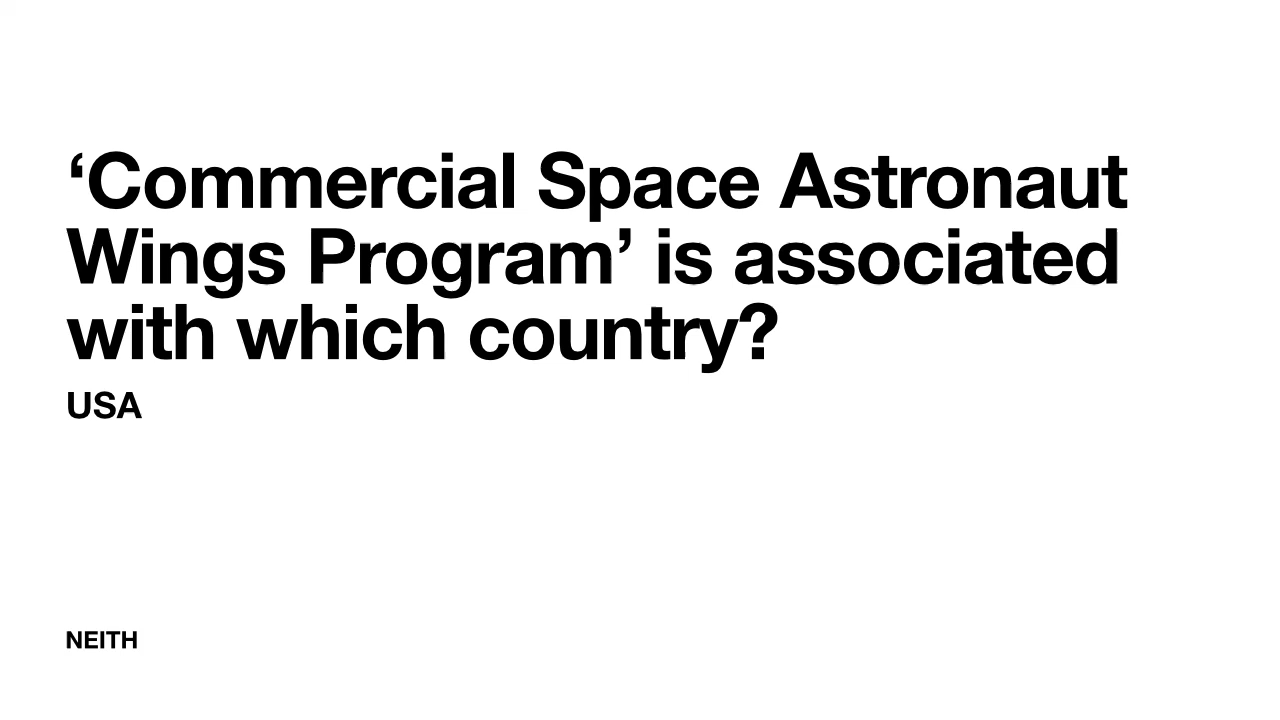 ‘Commercial Space Astronaut
Wings Program’ is associated
with which country?
USA
NEITH